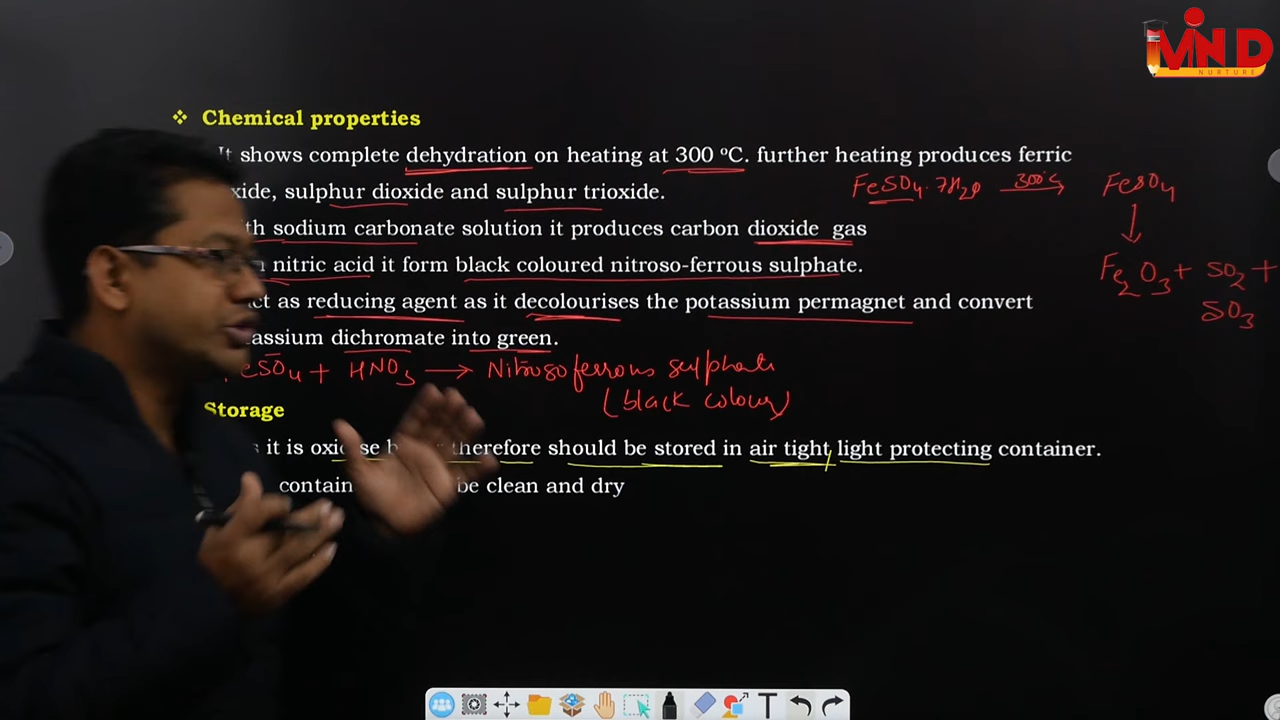 MIND
NURTURE
❖ Chemical properties
It shows complete dehydration on heating at 300 °C. further heating produces ferric
xide, sulphur dioxide and sulphur trioxide.
FeSO4.7H2O 300°C → FeSO4
↓
th sodium carbonate solution it produces carbon dioxide gas
nitric acid it form black coloured nitroso-ferrous sulphate.
Fe2O3 + SO2 +
SO3
ct as reducing agent as it decolourises the potassium permagnet and convert
assium dichromate into green.
eSO4 + HNO3 → Nitrosoferrous sulphate
(black colour)
Storage
it is oxi therefore should be stored in air tight, light protecting container.
contain be clean and dry
T